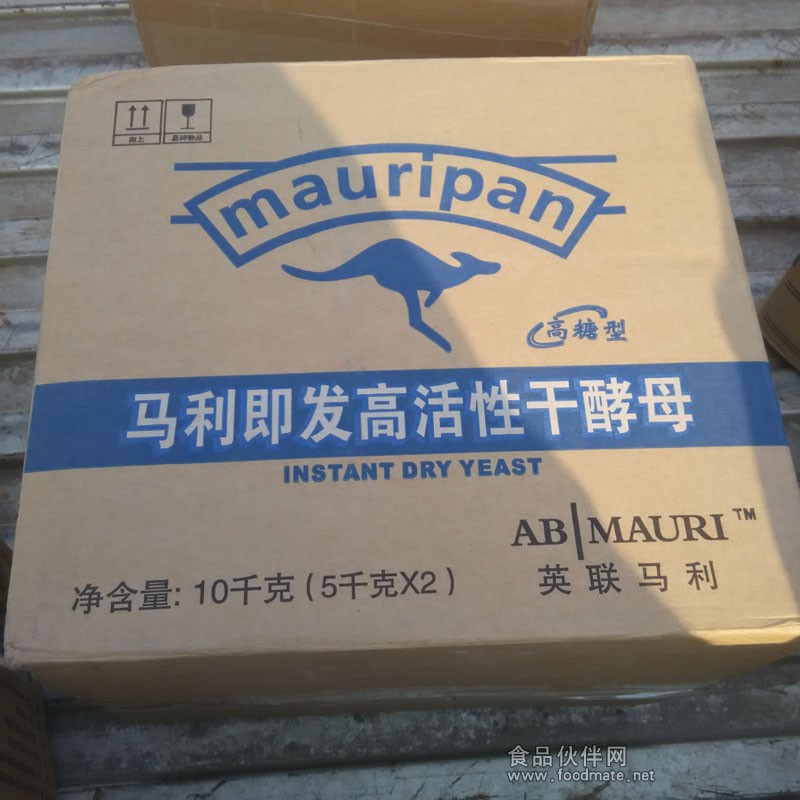 向上
易碎物品
mauripan
高糖型
马利即发高活性干酵母
INSTANT DRY YEAST
AB|MAURI™
英联马利
净含量: 10千克(5千克X2)
食品伙伴网
www.foodmate.net